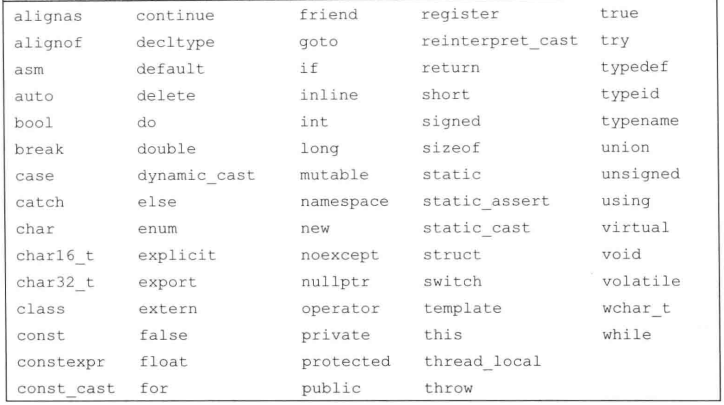 alignas continue friend register true
alignof decltype goto reinterpret_cast try
asm default if return typedef
auto delete inline short typeid
bool do int signed typename
break double long sizeof union
case dynamic_cast mutable static unsigned
catch else namespace static_assert using
char enum new static_cast virtual
char16_t explicit noexcept struct void
char32_t export nullptr switch volatile
class extern operator template wchar_t
const false private this while
constexpr float protected thread_local
const_cast for public throw